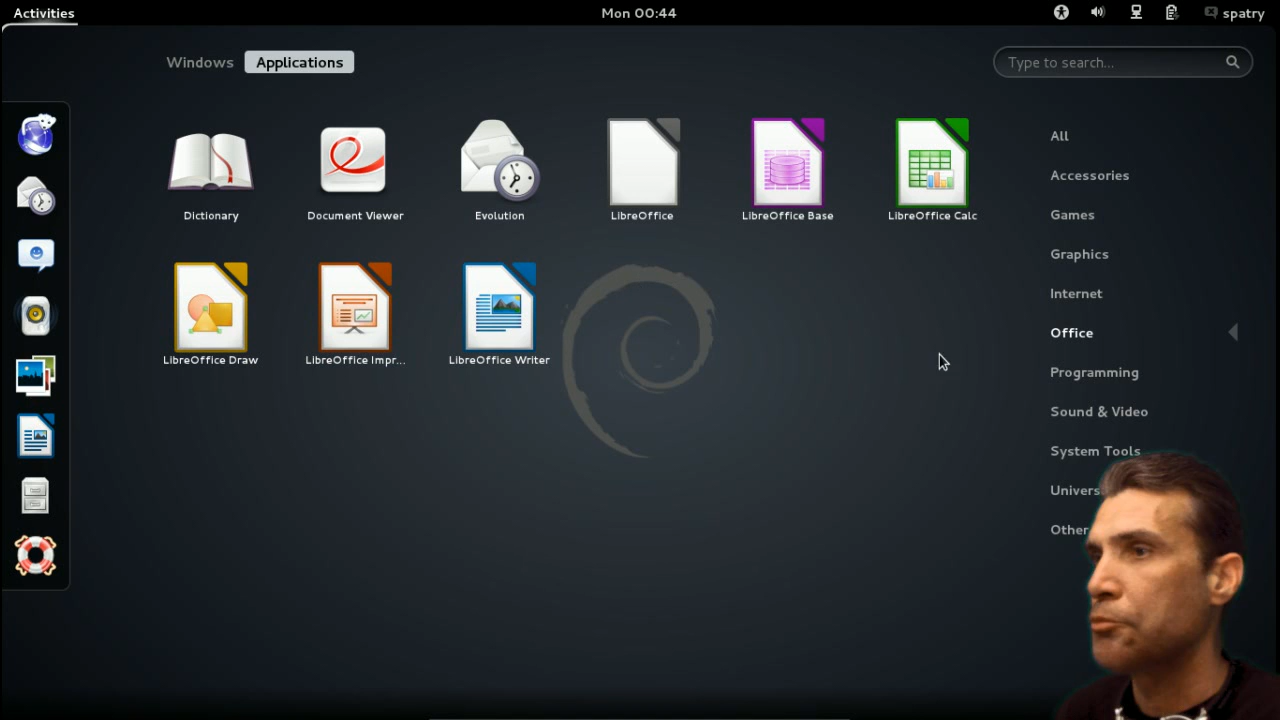 Activities
Mon 00:44
spatry
Windows
Applications
Type to search...
Dictionary
Document Viewer
Evolution
LibreOffice
LibreOffice Base
LibreOffice Calc
LibreOffice Draw
LibreOffice Impr...
LibreOffice Writer
All
Accessories
Games
Graphics
Internet
Office
Programming
Sound & Video
System Tools
Univers
Other